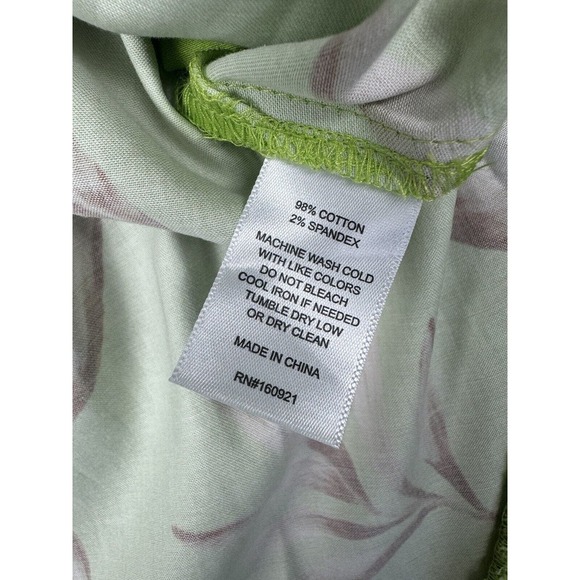 98% COTTON
2% SPANDEX
MACHINE WASH COLD
WITH LIKE COLORS
DO NOT BLEACH
COOL IRON IF NEEDED
TUMBLE DRY LOW
OR DRY CLEAN
MADE IN CHINA
RN#160921